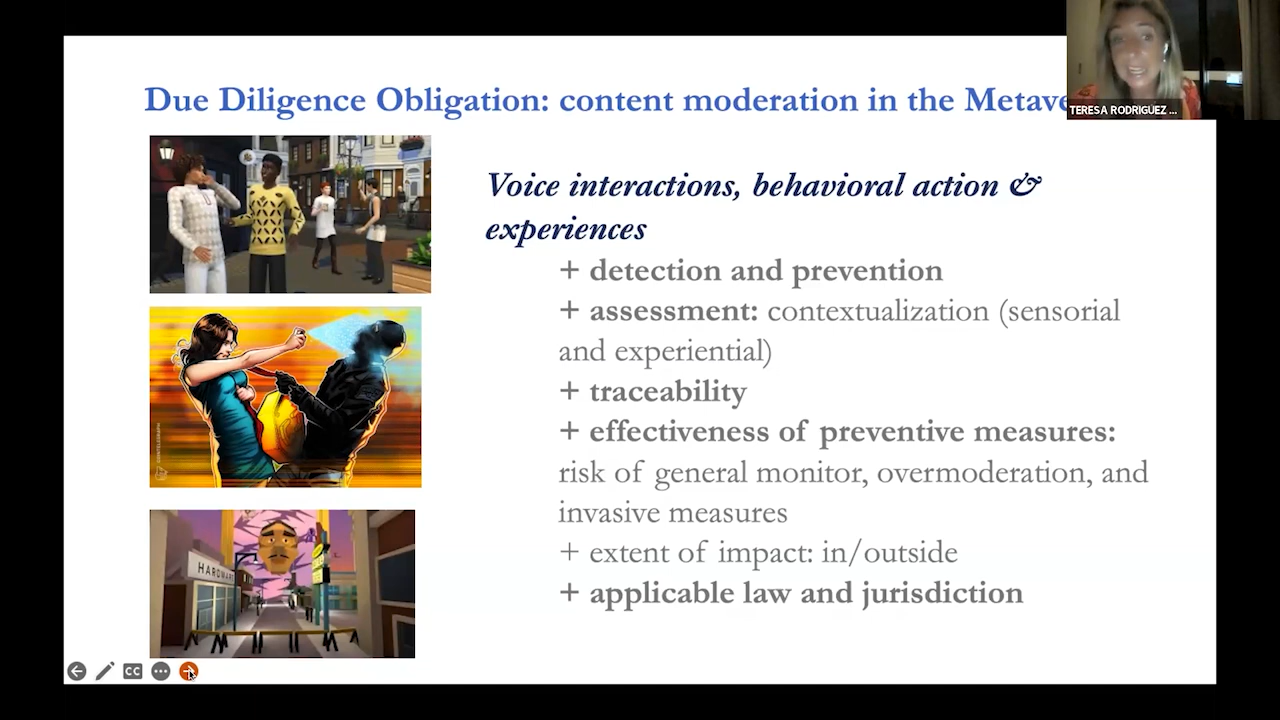 Due Diligence Obligation: content moderation in the Metave
TERESA RODRIGUEZ ...
Voice interactions, behavioral action &
experiences
+ detection and prevention
+ assessment: contextualization (sensorial
and experiential)
+ traceability
+ effectiveness of preventive measures:
risk of general monitor, overmoderation, and
invasive measures
+ extent of impact: in/outside
+ applicable law and jurisdiction
HARDWARE
CC